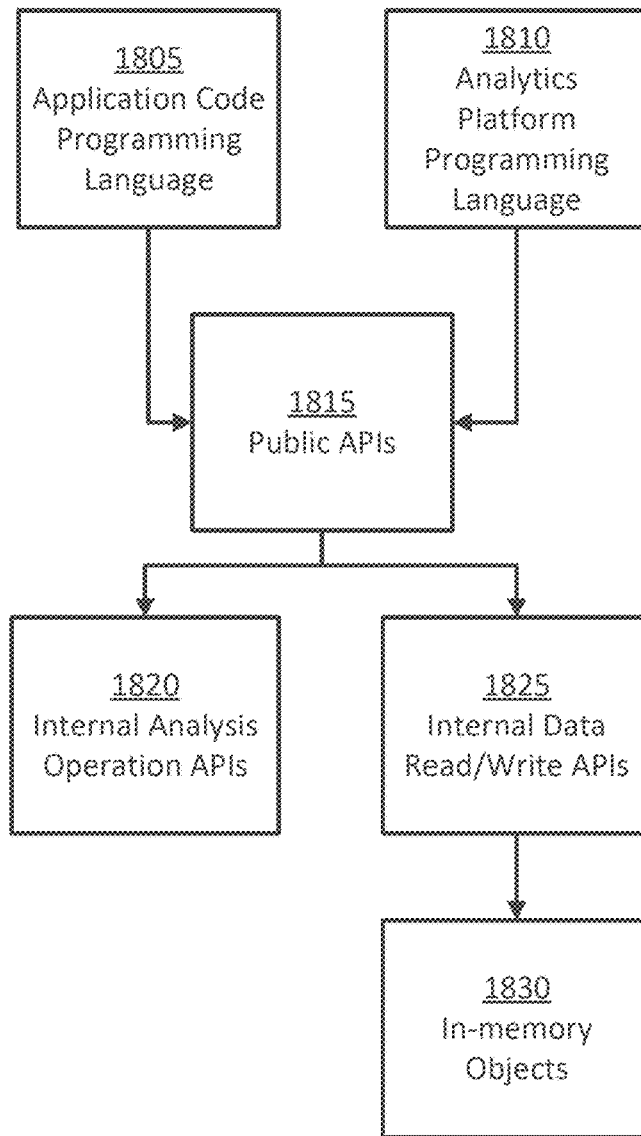 1805
Application Code
Programming
Language
1810
Analytics
Platform
Programming
Language
1815
Public APIs
1820
Internal Analysis
Operation APIs
1825
Internal Data
Read/Write APIs
1830
In-memory
Objects